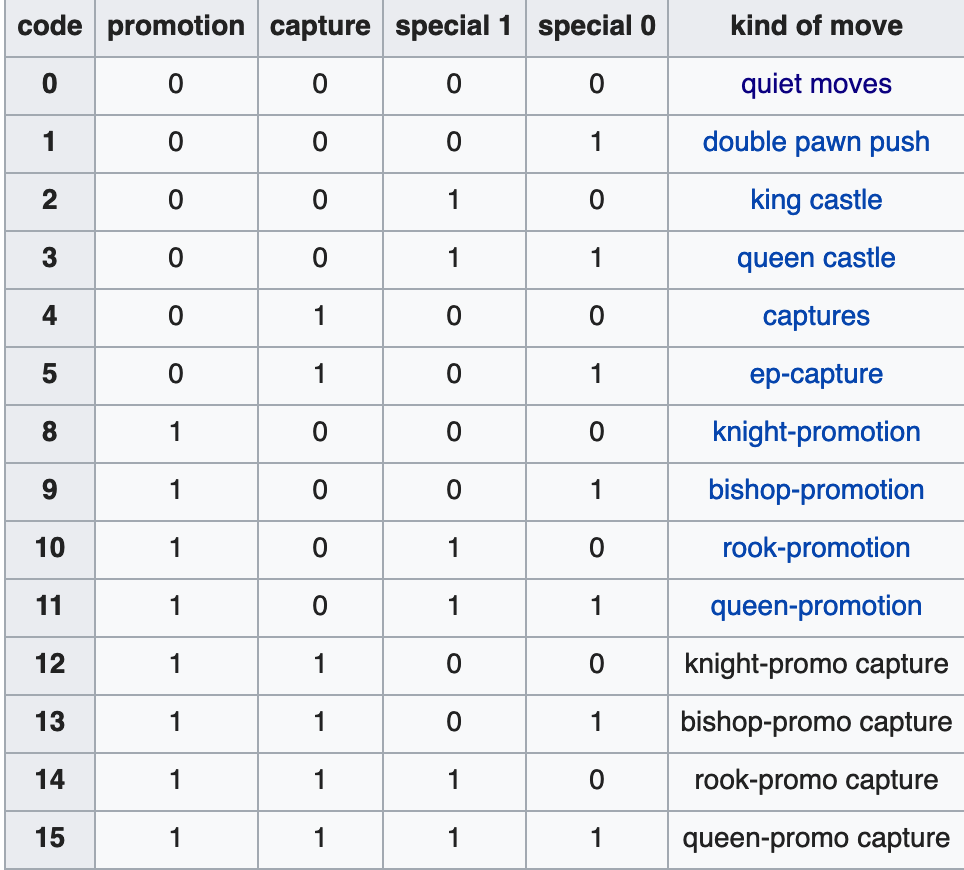 code promotion capture special 1 special 0 kind of move
0 0 0 0 0 quiet moves
1 0 0 0 1 double pawn push
2 0 0 1 0 king castle
3 0 0 1 1 queen castle
4 0 1 0 0 captures
5 0 1 0 1 ep-capture
8 1 0 0 0 knight-promotion
9 1 0 0 1 bishop-promotion
10 1 0 1 0 rook-promotion
11 1 0 1 1 queen-promotion
12 1 1 0 0 knight-promo capture
13 1 1 0 1 bishop-promo capture
14 1 1 1 0 rook-promo capture
15 1 1 1 1 queen-promo capture